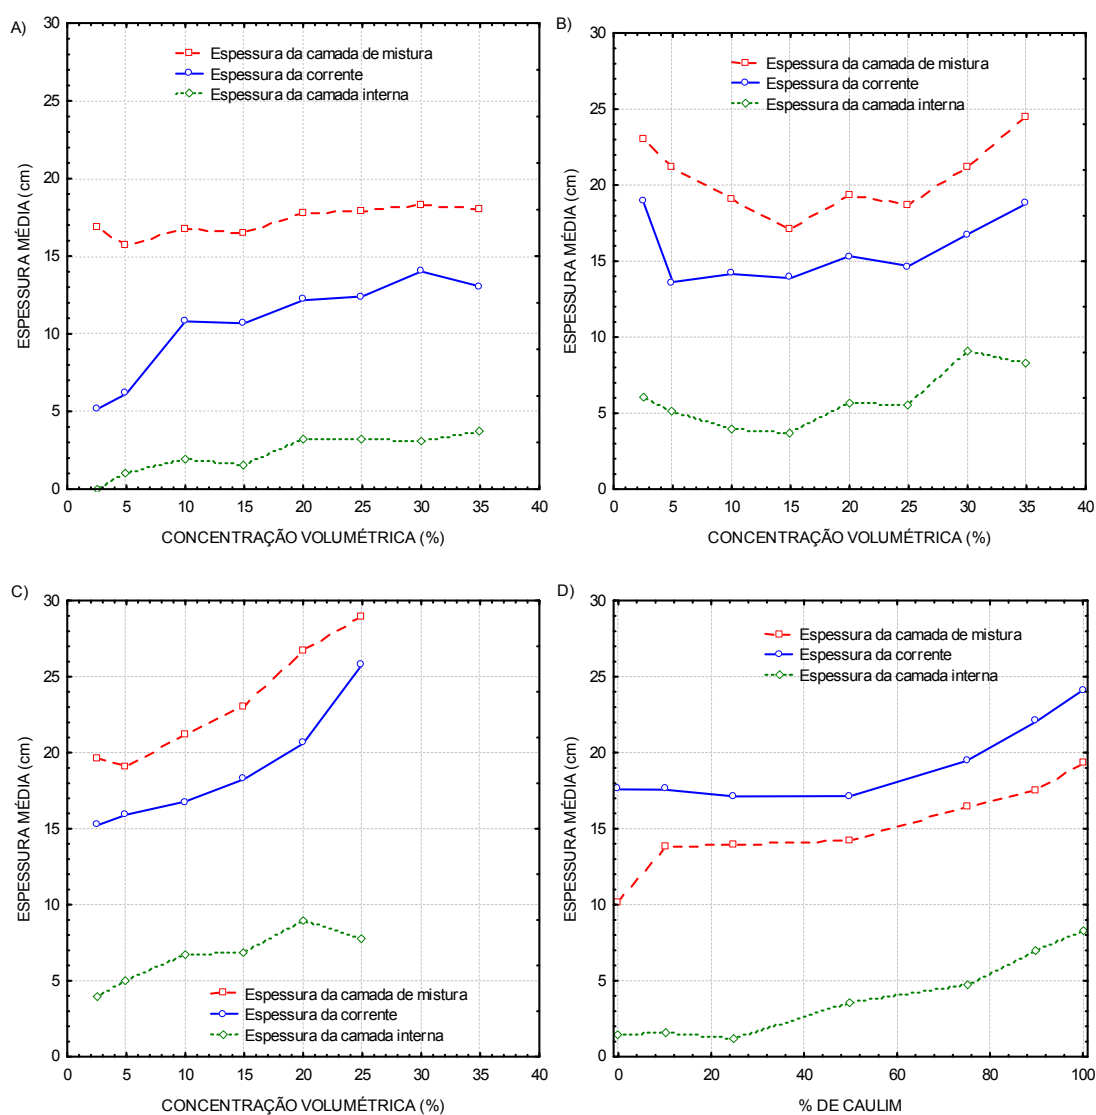 A)
30
25
20
15
10
5
0
ESPESSURA MÉDIA (cm)
Espessura da camada de mistura
Espessura da corrente
Espessura da camada interna
0 5 10 15 20 25 30 35 40
CONCENTRAÇÃO VOLUMÉTRICA (%)
B)
30
25
20
15
10
5
0
ESPESSURA MÉDIA (cm)
Espessura da camada de mistura
Espessura da corrente
Espessura da camada interna
0 5 10 15 20 25 30 35 40
CONCENTRAÇÃO VOLUMÉTRICA (%)
C)
30
25
20
15
10
5
0
ESPESSURA MÉDIA (cm)
Espessura da camada de mistura
Espessura da corrente
Espessura da camada interna
0 5 10 15 20 25 30 35 40
CONCENTRAÇÃO VOLUMÉTRICA (%)
D)
30
25
20
15
10
5
0
ESPESSURA MÉDIA (cm)
Espessura da camada de mistura
Espessura da corrente
Espessura da camada interna
0 20 40 60 80 100
% DE CAULIM